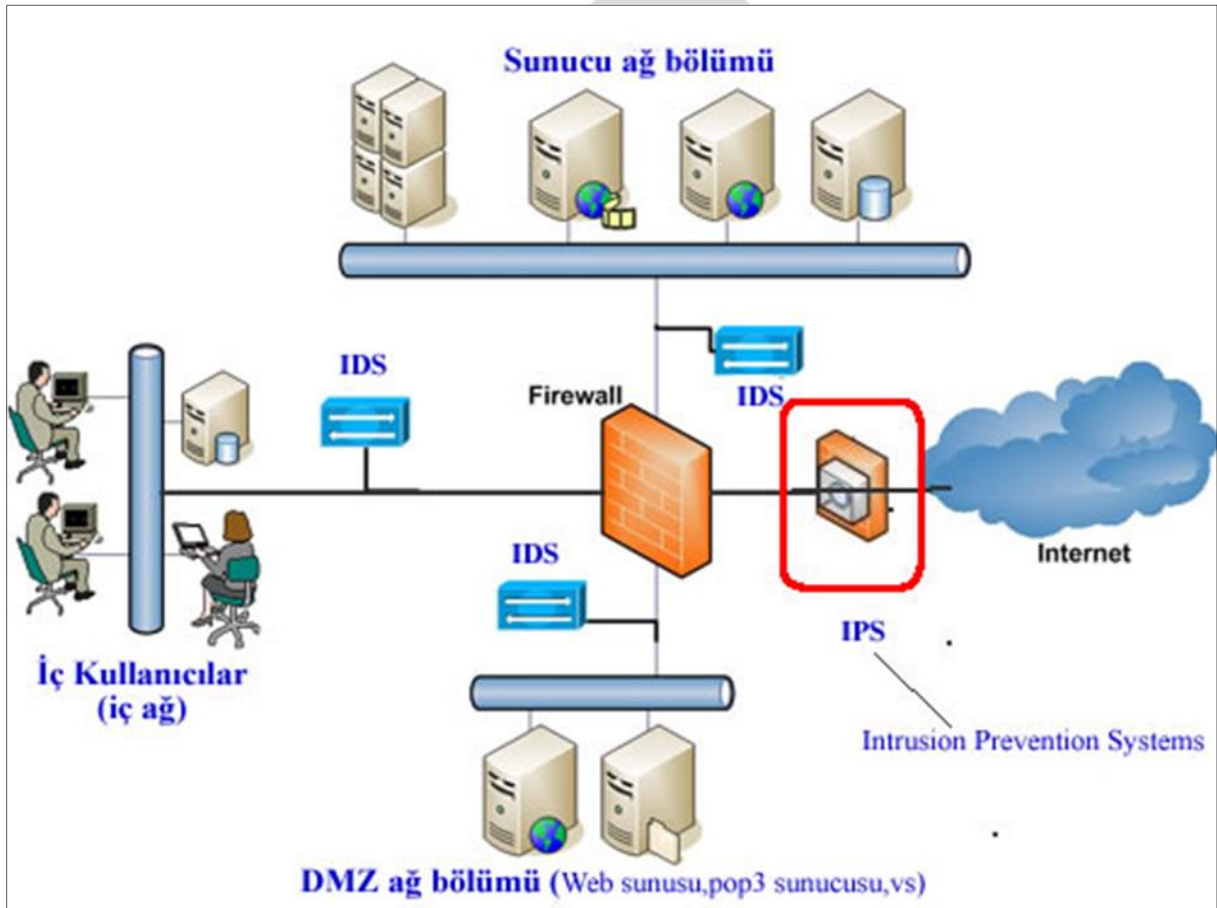 Sunucu ağ bölümü
IDS
Firewall
IDS
Internet
IDS
IPS
İç Kullanıcılar
(iç ağ)
Intrusion Prevention Systems
DMZ ağ bölümü (Web sunusu,pop3 sunucusu,vs)